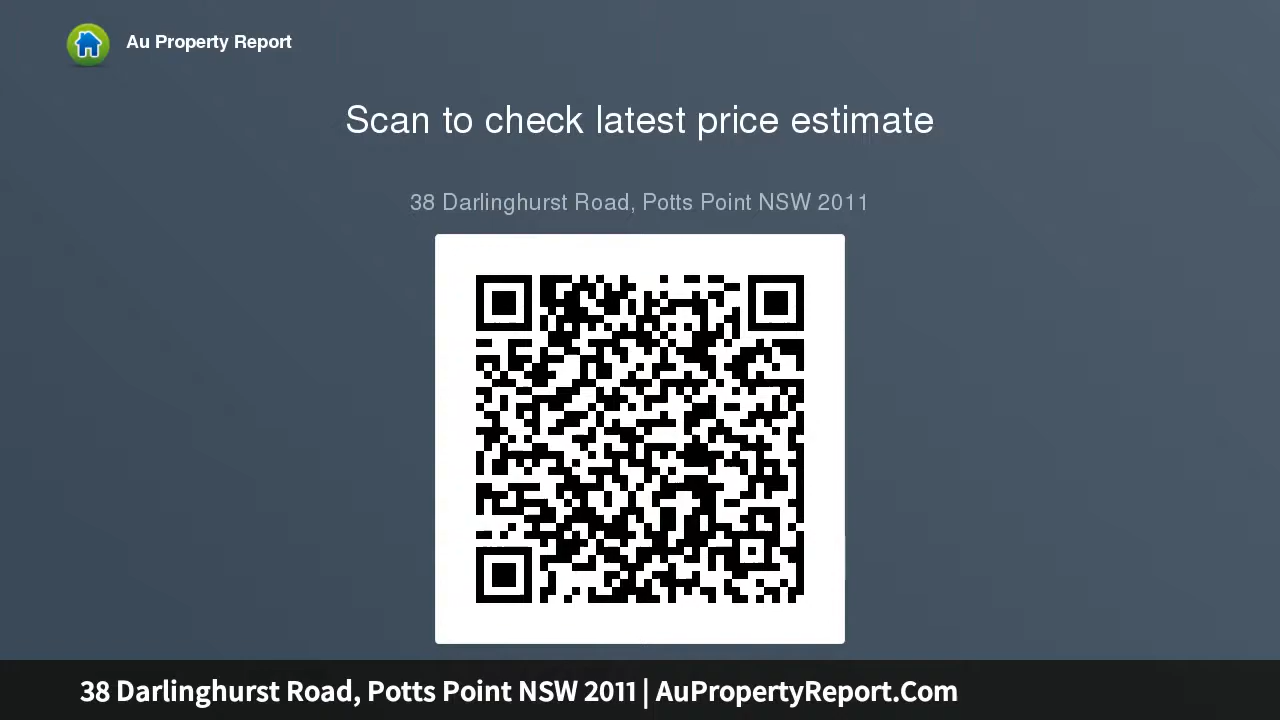 Au Property Report
Scan to check latest price estimate
38 Darlinghurst Road, Potts Point NSW 2011
38 Darlinghurst Road, Potts Point NSW 2011 | AuPropertyReport.Com